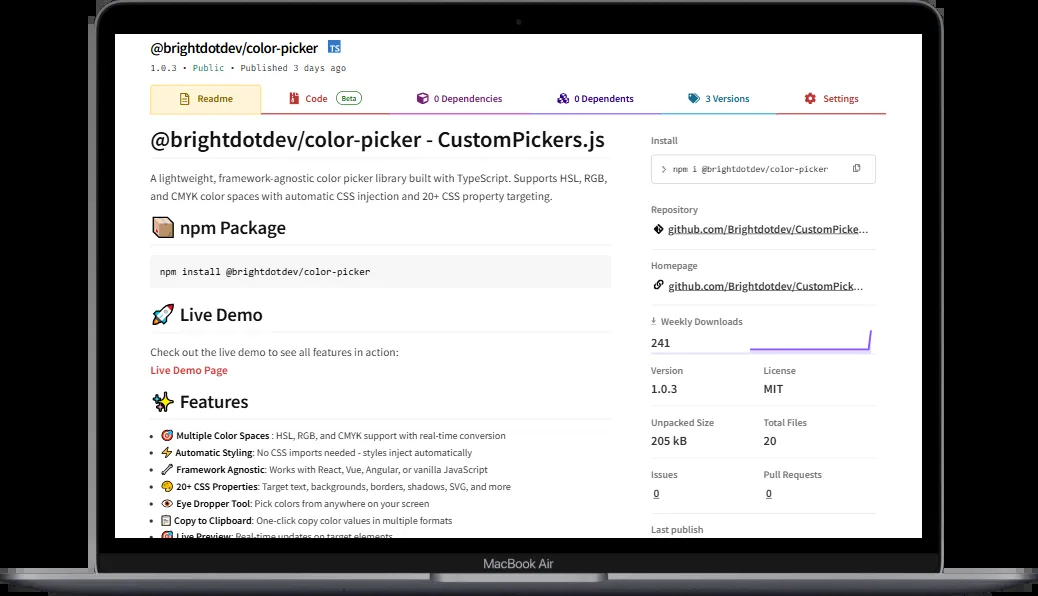 @brightdotdev/color-picker TS
1.0.3 • Public • Published 3 days ago
Readme
Code Beta
0 Dependencies
0 Dependents
3 Versions
Settings
@brightdotdev/color-picker - CustomPickers.js
A lightweight, framework-agnostic color picker library built with TypeScript. Supports HSL, RGB,
and CMYK color spaces with automatic CSS injection and 20+ CSS property targeting.
npm Package
npm install @brightdotdev/color-picker
Live Demo
Check out the live demo to see all features in action:
Live Demo Page
Features
• Multiple Color Spaces : HSL, RGB, and CMYK support with real-time conversion
• Automatic Styling: No CSS imports needed - styles inject automatically
• Framework Agnostic: Works with React, Vue, Angular, or vanilla JavaScript
• 20+ CSS Properties: Target text, backgrounds, borders, shadows, SVG, and more
• Eye Dropper Tool: Pick colors from anywhere on your screen
• Copy to Clipboard: One-click copy color values in multiple formats
• Live Preview: Real-time updates on target elements
Install
> npm i @brightdotdev/color-picker
Repository
github.com/Brightdotdev/CustomPicke...
Homepage
github.com/Brightdotdev/CustomPick...
Weekly Downloads
241
Version
1.0.3
License
MIT
Unpacked Size
205 kB
Total Files
20
Issues
0
Pull Requests
0
Last publish
MacBook Air